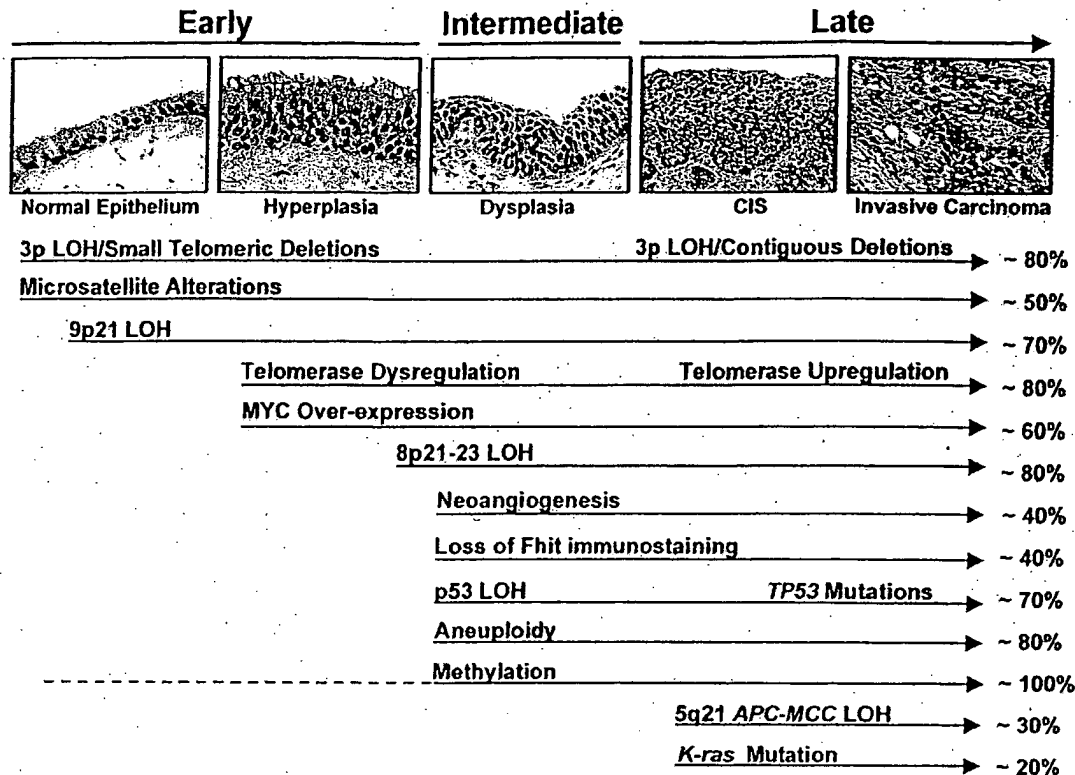 Early Intermediate Late
Normal Epithelium Hyperplasia Dysplasia CIS Invasive Carcinoma
3p LOH/Small Telomeric Deletions 3p LOH/Contiguous Deletions ~ 80%
Microsatellite Alterations ~ 50%
9p21 LOH ~ 70%
Telomerase Dysregulation Telomerase Upregulation ~ 80%
MYC Over-expression ~ 60%
8p21-23 LOH ~ 80%
Neoangiogenesis ~ 40%
Loss of Fhit immunostaining ~ 40%
p53 LOH TP53 Mutations ~ 70%
Aneuploidy ~ 80%
Methylation ~ 100%
5q21 APC-MCC LOH ~ 30%
K-ras Mutation ~ 20%